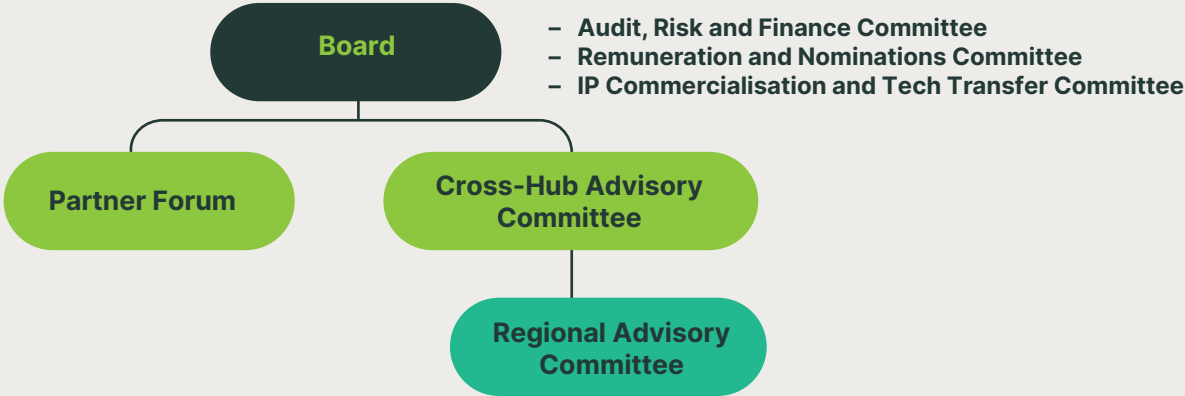 Board
– Audit, Risk and Finance Committee
– Remuneration and Nominations Committee
– IP Commercialisation and Tech Transfer Committee
Partner Forum
Cross-Hub Advisory
Committee
Regional Advisory
Committee